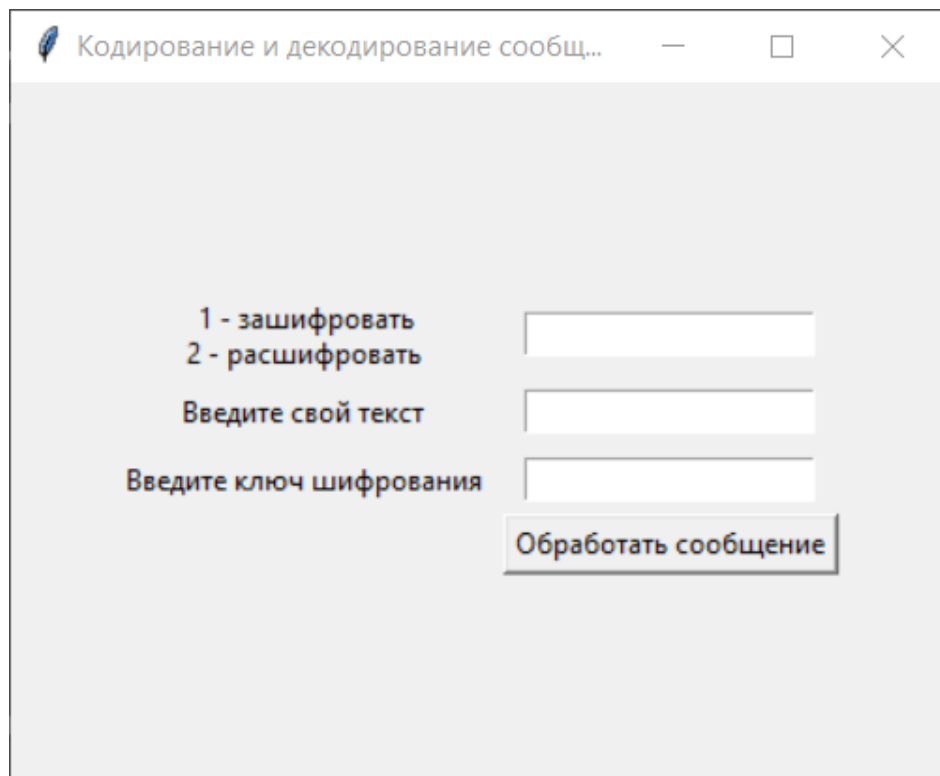 Кодирование и декодирование сообщ...
1 - зашифровать
2 - расшифровать
Введите свой текст
Введите ключ шифрования
Обработать сообщение